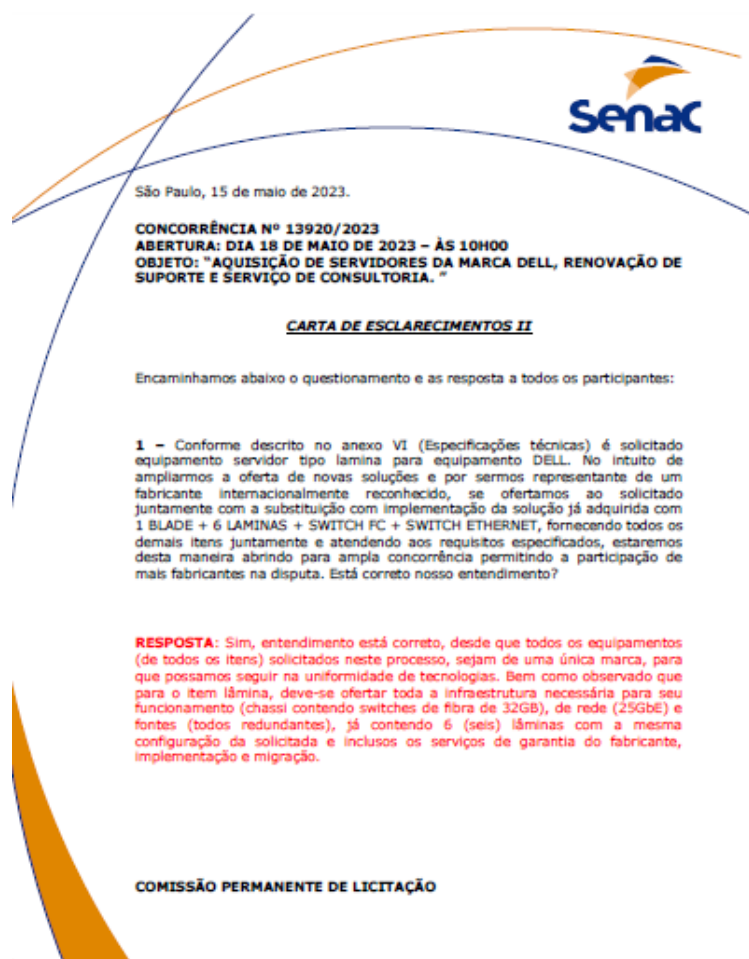 senac
São Paulo, 15 de maio de 2023.
CONCORRÊNCIA Nº 13920/2023
ABERTURA: DIA 18 DE MAIO DE 2023 – ÀS 10H00
OBJETO: “AQUISIÇÃO DE SERVIDORES DA MARCA DELL, RENOVAÇÃO DE
SUPORTE E SERVIÇO DE CONSULTORIA. ”
CARTA DE ESCLARECIMENTOS II
Encaminhamos abaixo o questionamento e as resposta a todos os participantes:
1 – Conforme descrito no anexo VI (Especificações técnicas) é solicitado
equipamento servidor tipo lamina para equipamento DELL. No intuito de
ampliarmos a oferta de novas soluções e por sermos representante de um
fabricante internacionalmente reconhecido, se ofertamos ao solicitado
juntamente com a substituição com implementação da solução já adquirida com
1 BLADE + 6 LAMINAS + SWITCH FC + SWITCH ETHERNET, fornecendo todos os
demais itens juntamente e atendendo aos requisitos especificados, estaremos
desta maneira abrindo para ampla concorrência permitindo a participação de
mais fabricantes na disputa. Está correto nosso entendimento?
RESPOSTA: Sim, entendimento está correto, desde que todos os equipamentos
(de todos os itens) solicitados neste processo, sejam de uma única marca, para
que possamos seguir na uniformidade de tecnologias. Bem como observado que
para o item lâmina, deve-se ofertar toda a infraestrutura necessária para seu
funcionamento (chassi contendo switches de fibra de 32GB), de rede (25GbE) e
fontes (todos redundantes), já contendo 6 (seis) lâminas com a mesma
configuração da solicitada e inclusos os serviços de garantia do fabricante,
implementação e migração.
COMISSÃO PERMANENTE DE LICITAÇÃO